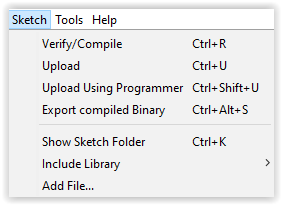 Sketch Tools Help
Verify/Compile Ctrl+R
Upload Ctrl+U
Upload Using Programmer Ctrl+Shift+U
Export compiled Binary Ctrl+Alt+S
Show Sketch Folder Ctrl+K
Include Library
Add File...